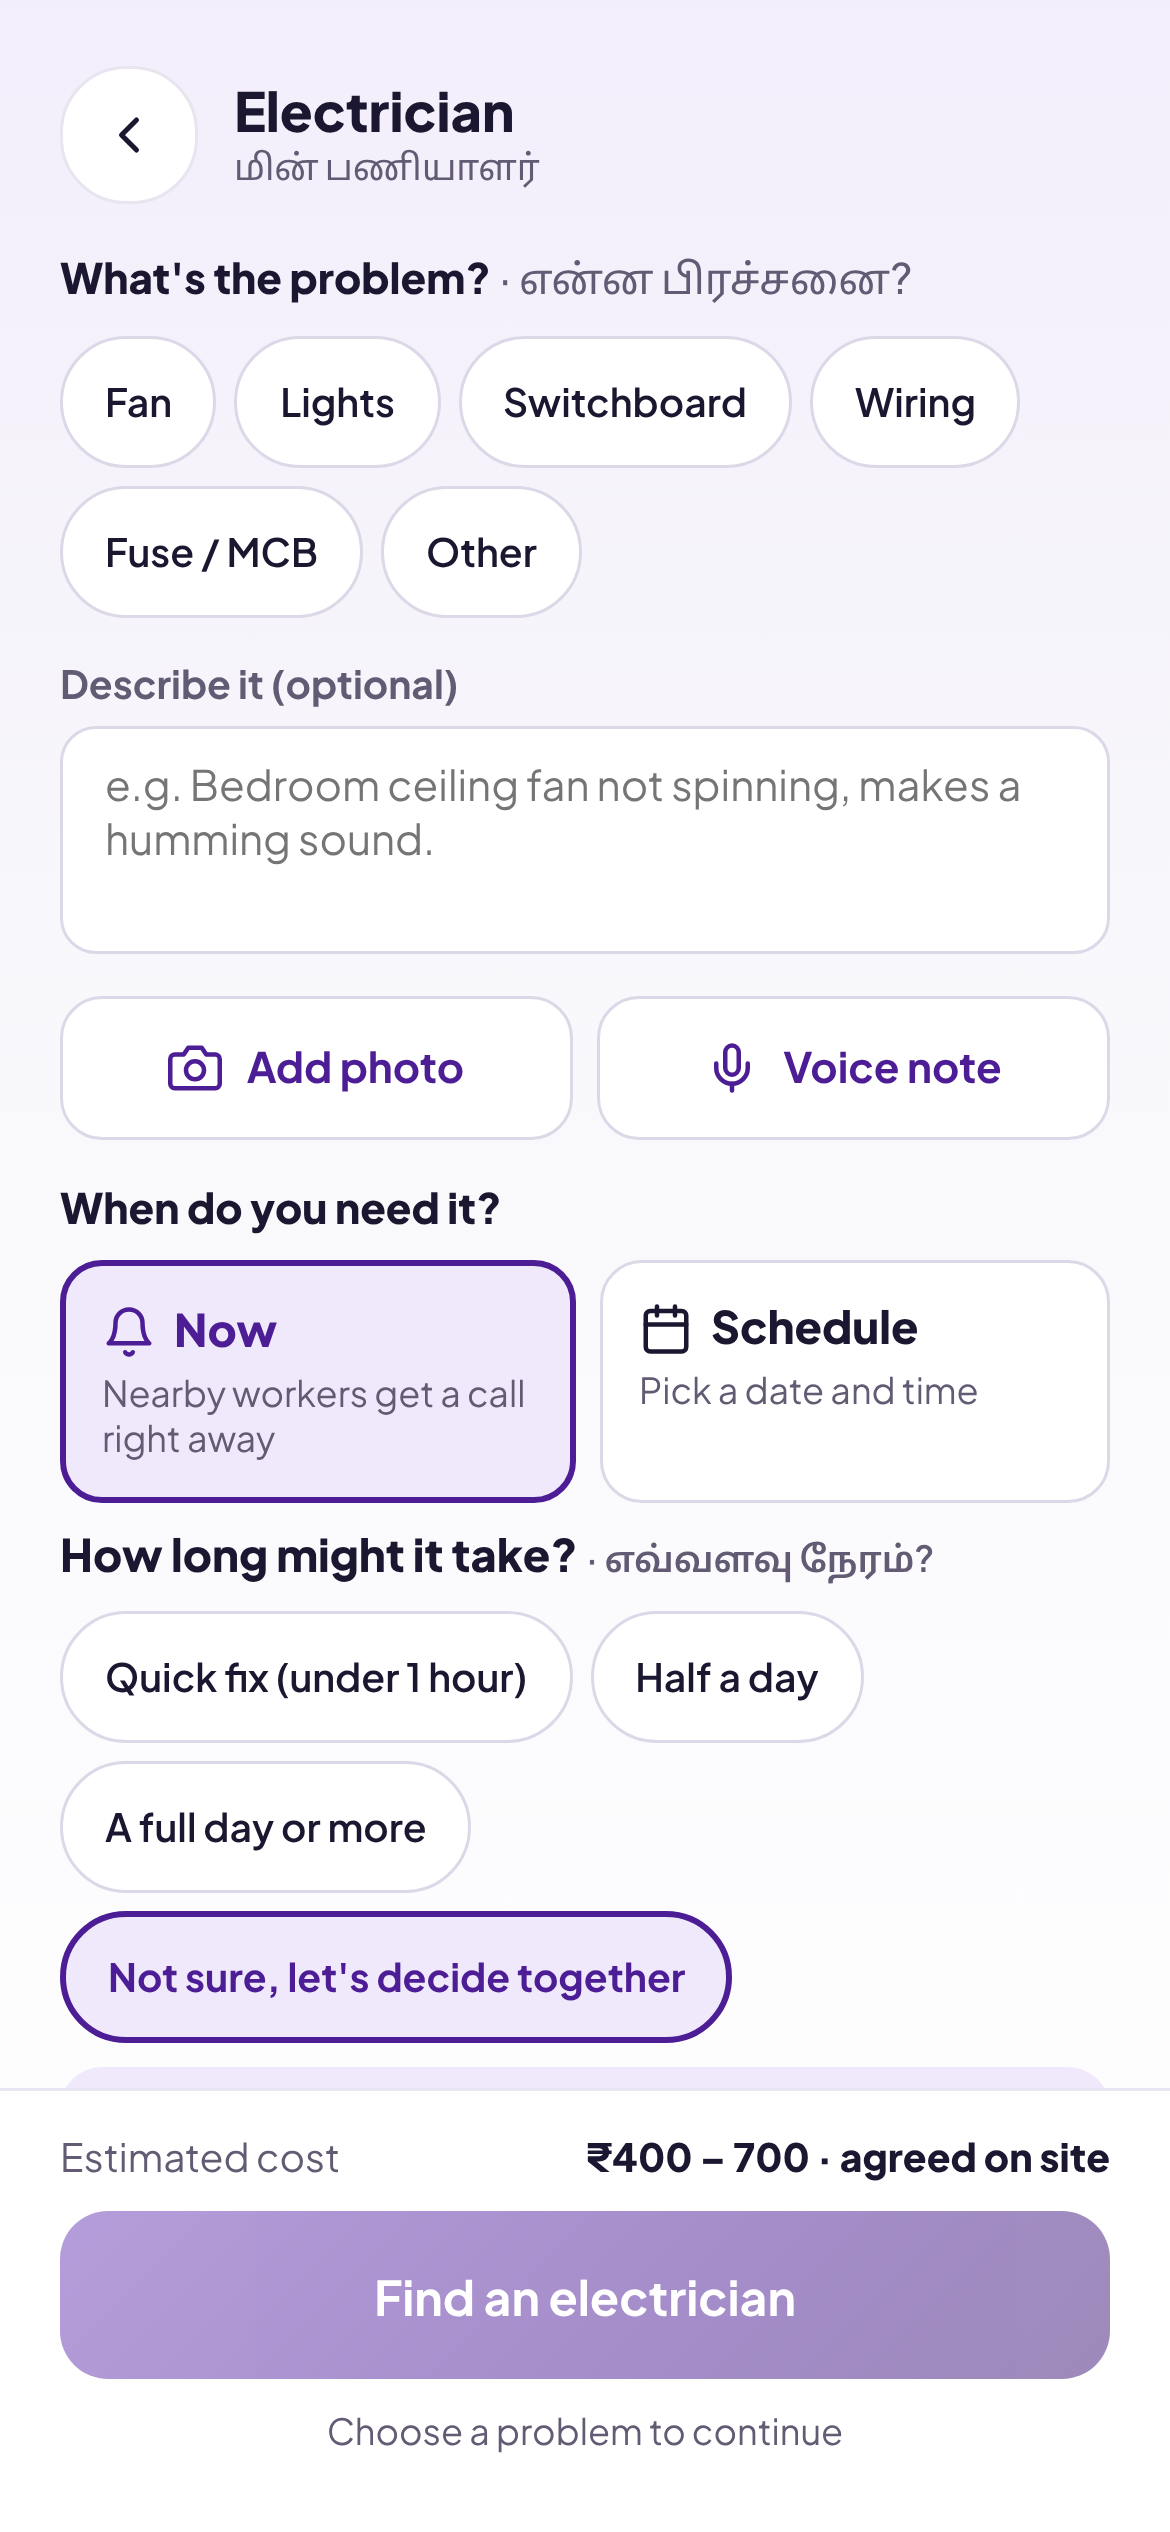 Electrician
மின் பணியாளர்
What's the problem? · என்ன பிரச்சனை?
Fan
Lights
Switchboard
Wiring
Fuse / MCB
Other
Describe it (optional)
e.g. Bedroom ceiling fan not spinning, makes a
humming sound.
Add photo
Voice note
When do you need it?
Now
Nearby workers get a call
right away
Schedule
Pick a date and time
How long might it take? · எவ்வளவு நேரம்?
Quick fix (under 1 hour)
Half a day
A full day or more
Not sure, let's decide together
Estimated cost
₹400 – 700 · agreed on site
Find an electrician
Choose a problem to continue